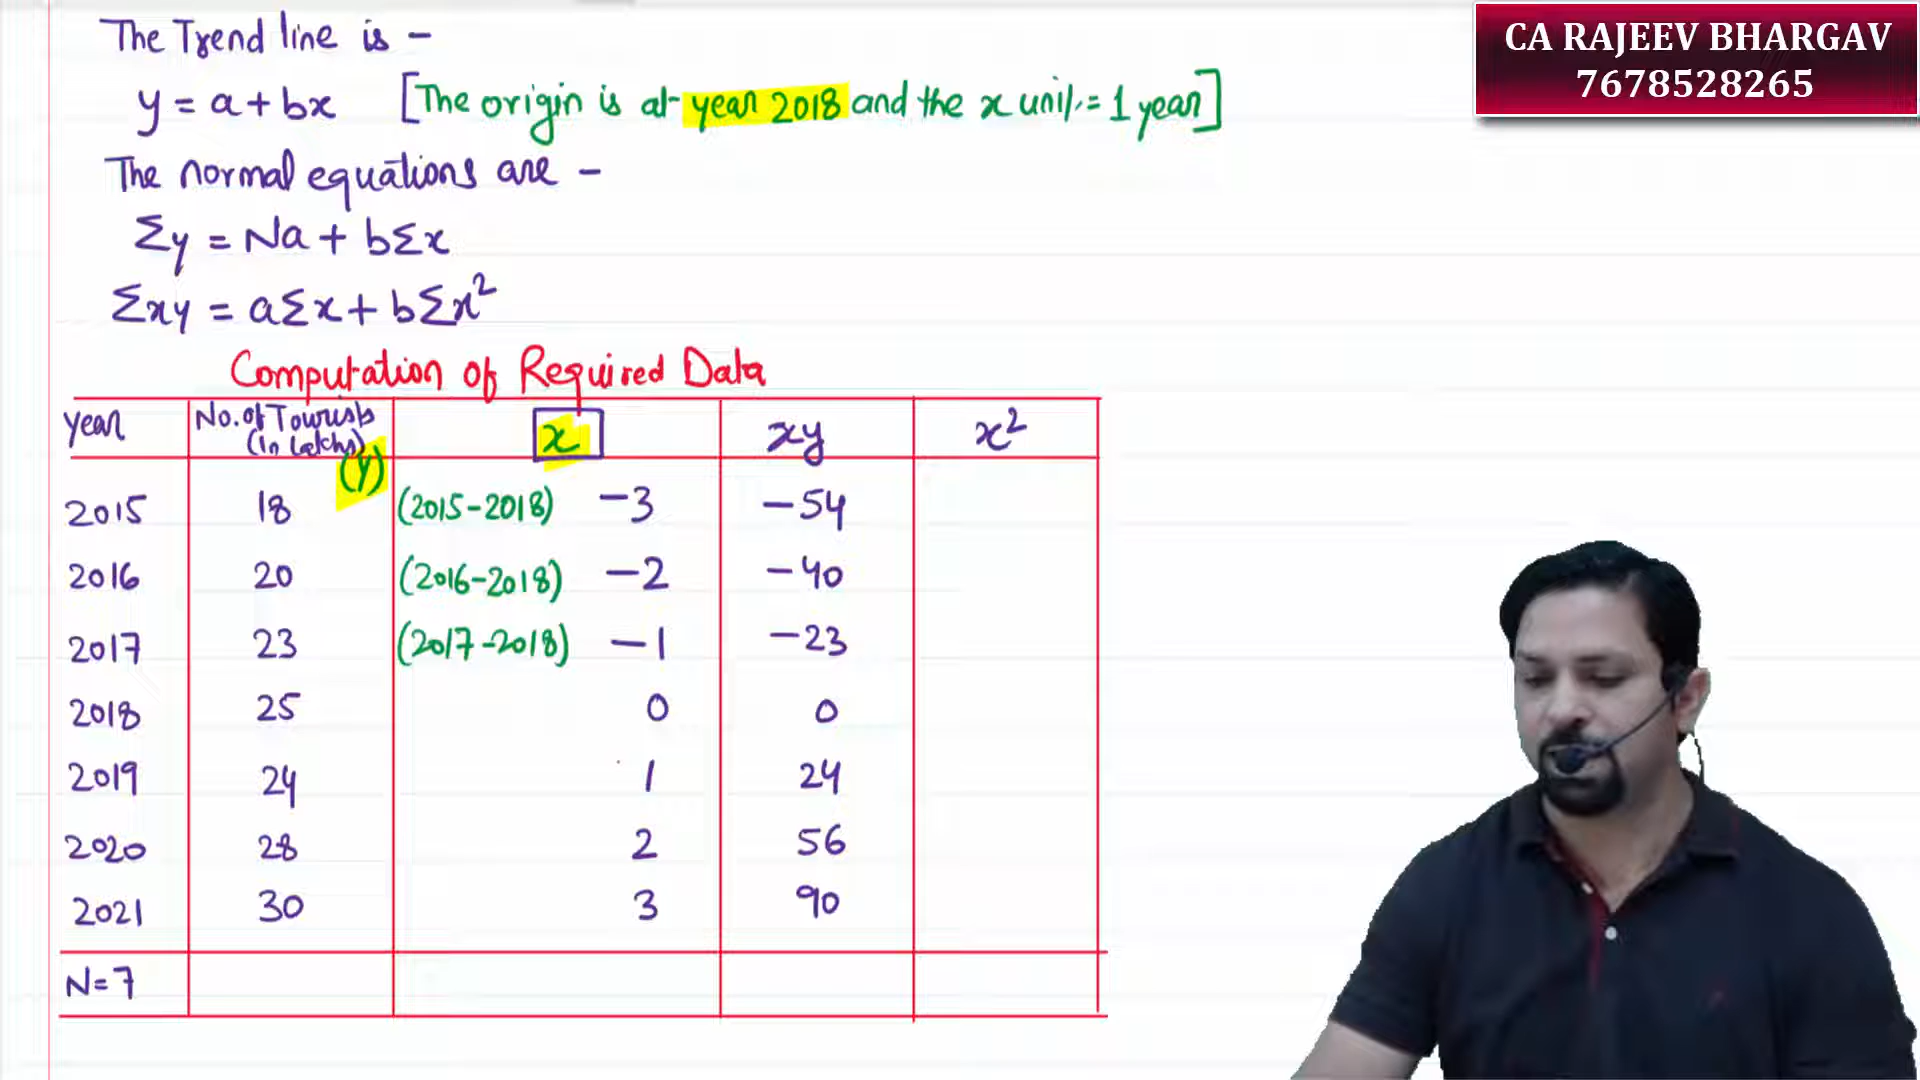 The Trend line is –
y = a + bx [The origin is at year 2018 and the x unit = 1 year]
The normal equations are –
Σy = Na + bΣx
Σxy = aΣx + bΣx²
Computation of Required Data
Year No. of Tourists (In Lakhs) (Y) x xy x²
2015 18 (2015-2018) -3 -54
2016 20 (2016-2018) -2 -40
2017 23 (2017-2018) -1 -23
2018 25 0 0
2019 24 1 24
2020 28 2 56
2021 30 3 90
N=7
CA RAJEEV BHARGAV
7678528265